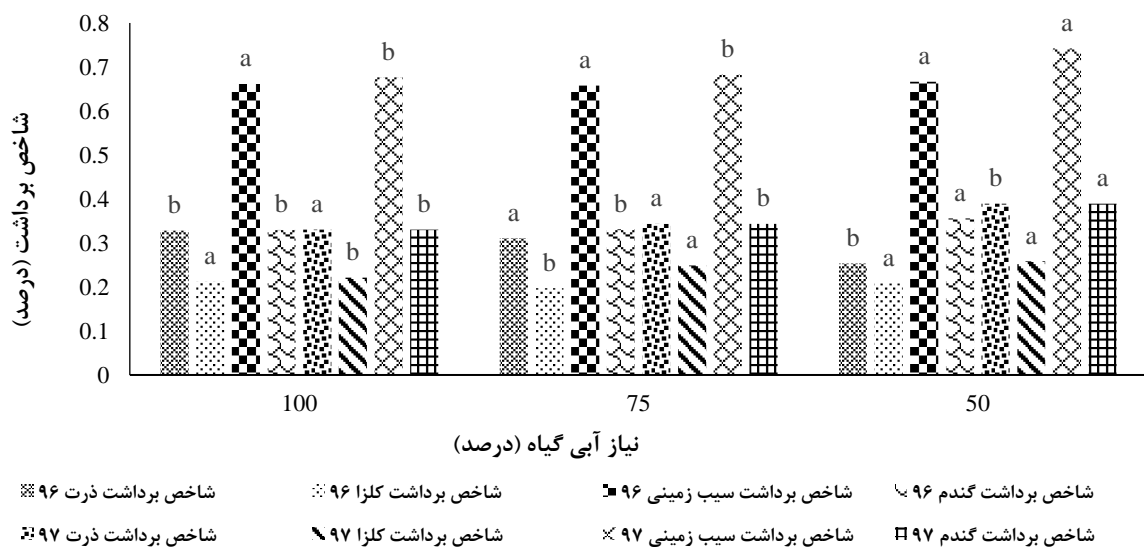 شاخص برداشت (درصد)
0.8
0.7
0.6
0.5
0.4
0.3
0.2
0.1
0
b a a b a b b b
a b a b a a b b
b a a a b a a a
100 75 50
نیاز آبی گیاه (درصد)
شاخص برداشت ذرت ۹۶ شاخص برداشت کلزا ۹۶ شاخص برداشت سیب زمینی ۹۶ شاخص برداشت گندم ۹۶
شاخص برداشت ذرت ۹۷ شاخص برداشت کلزا ۹۷ شاخص برداشت سیب زمینی ۹۷ شاخص برداشت گندم ۹۷